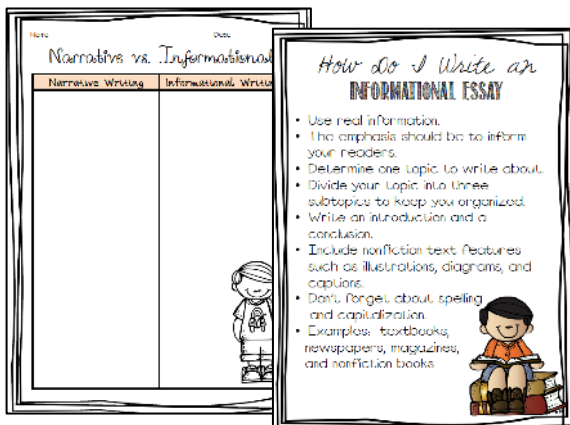 Name
Date
Narrative vs. Informational
Narrative Writing
Informational Writin
How Do I Write an
INFORMATIONAL ESSAY
• Use real information.
• The emphasis should be to inform
your readers.
• Determine one topic to write about.
• Divide your topic into three
subtopics to keep you organized.
• Write an introduction and a
conclusion.
• Include nonfiction text features
such as illustrations, diagrams, and
captions.
• Don't forget about spelling
and capitalization.
• Examples: textbooks,
newspapers, magazines,
and nonfiction books